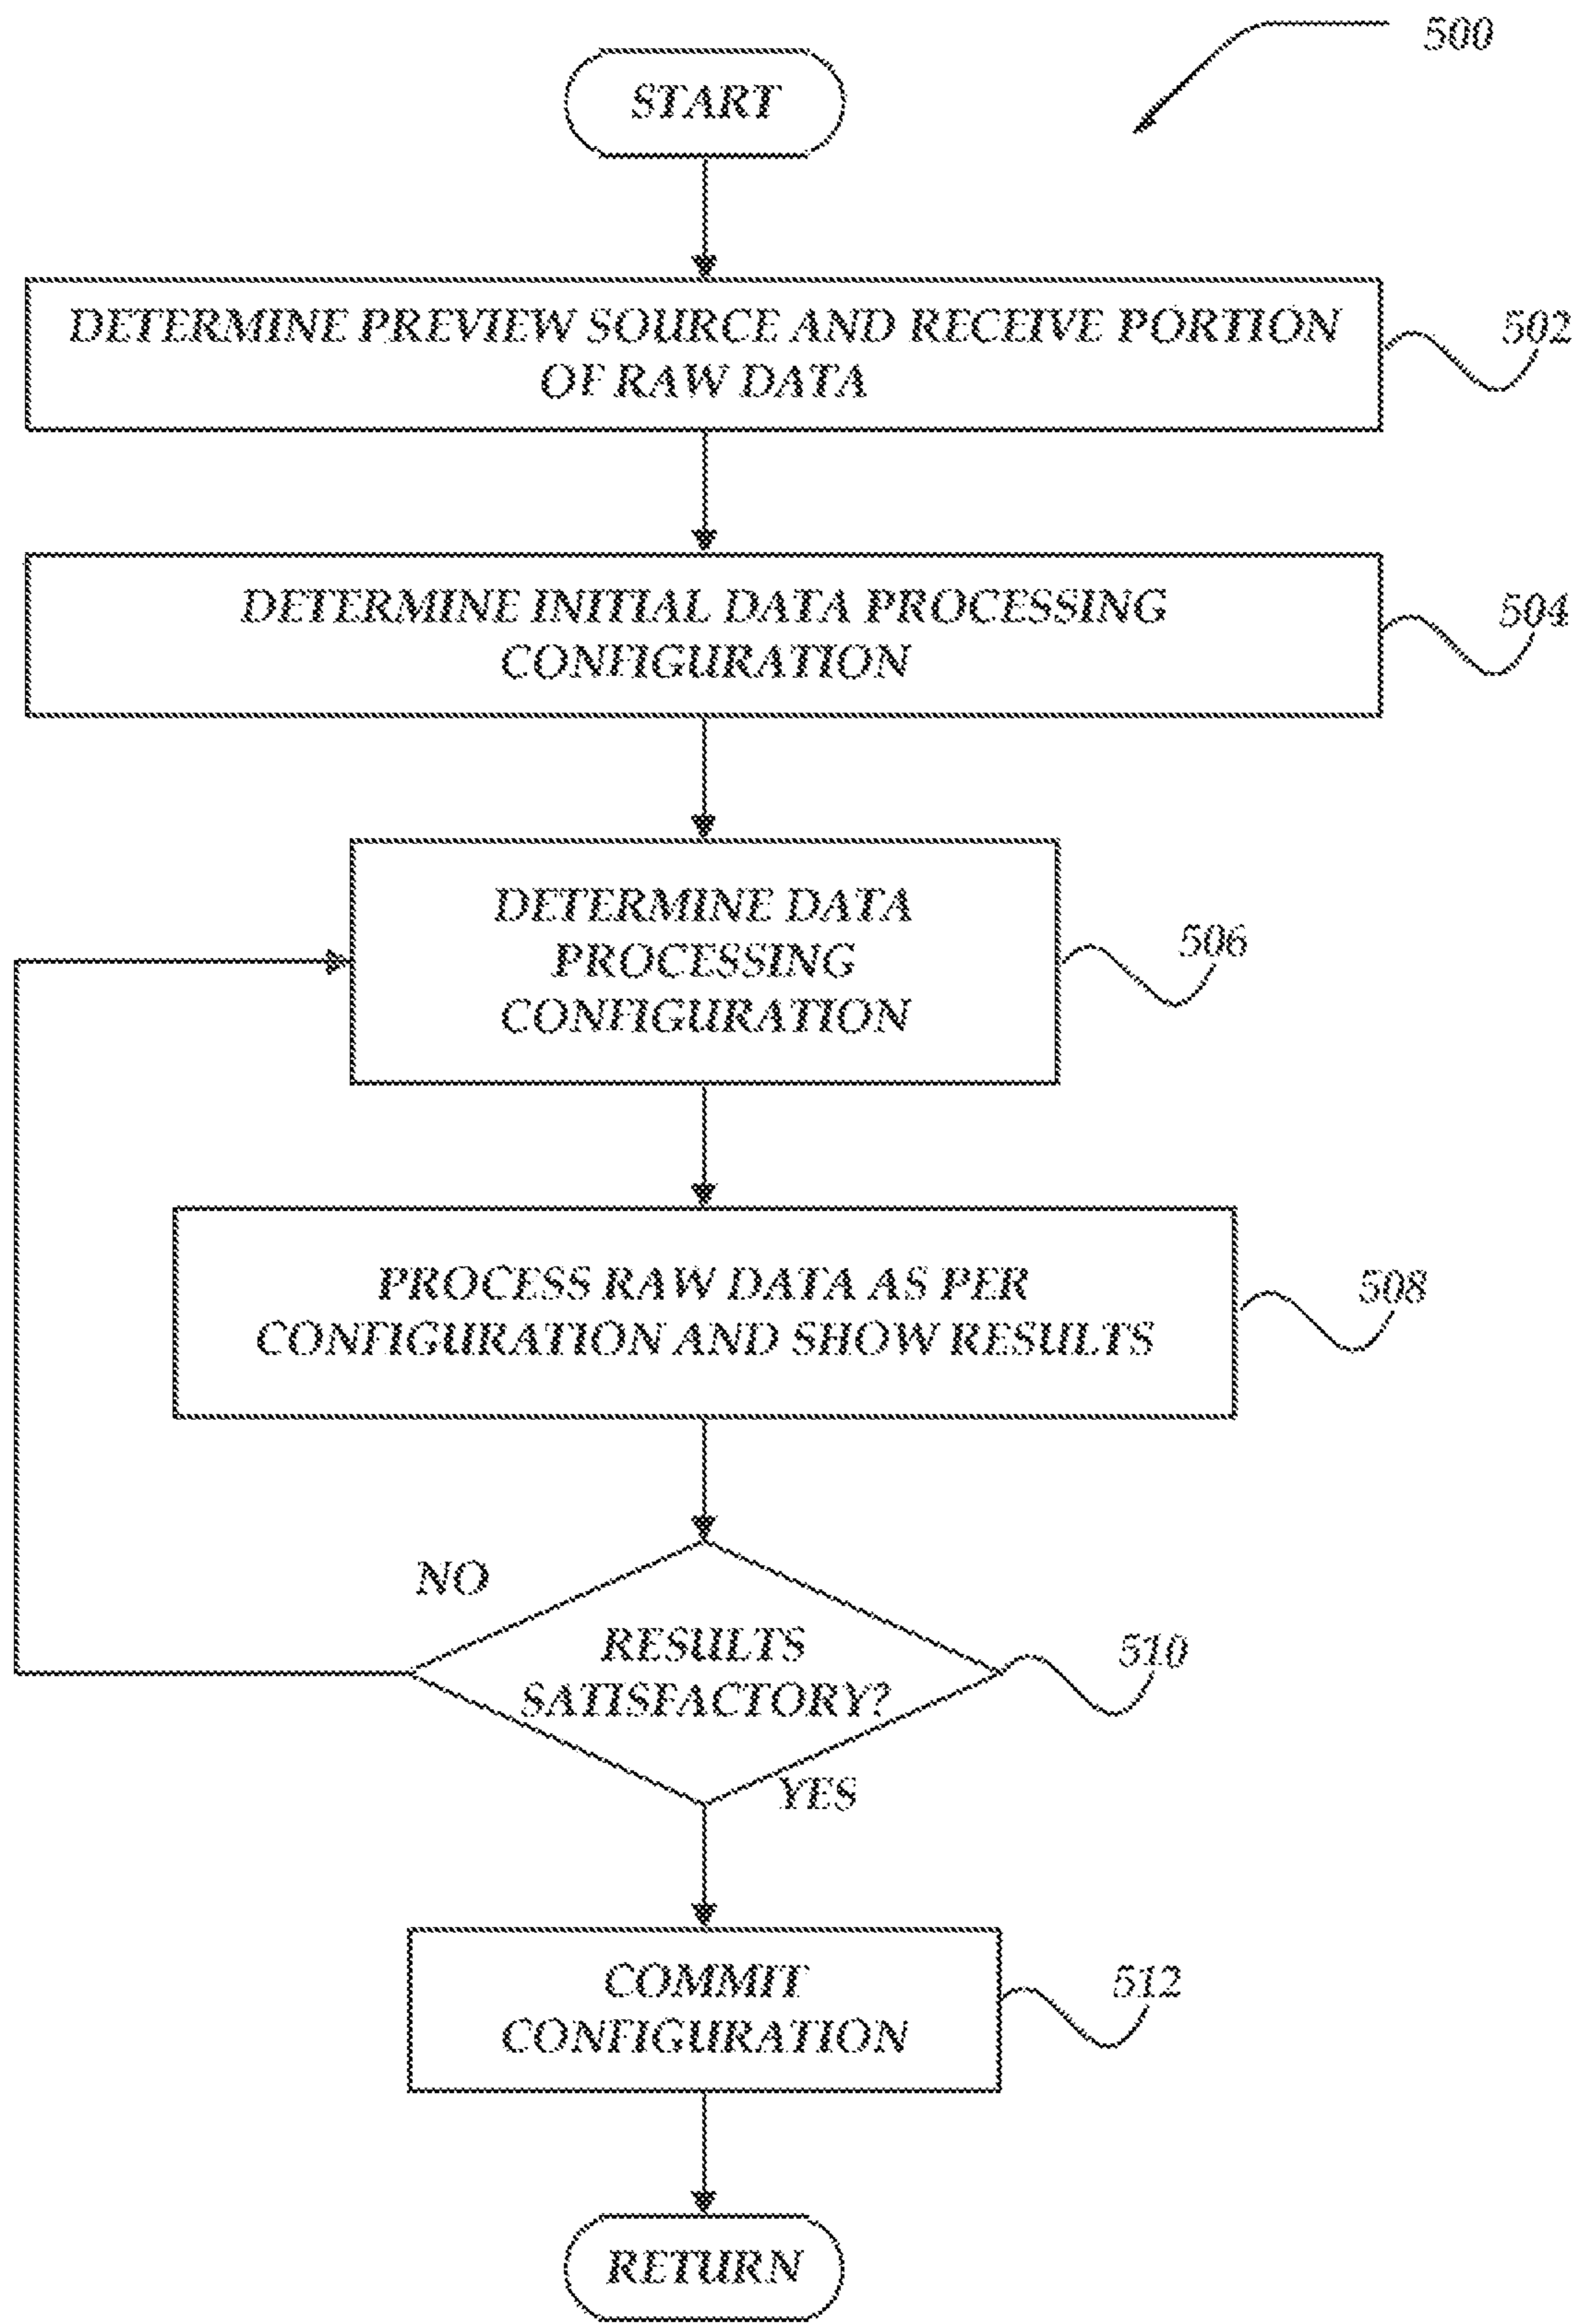 500
START
DETERMINE PREVIEW SOURCE AND RECEIVE PORTION
OF RAW DATA
502
DETERMINE INITIAL DATA PROCESSING
CONFIGURATION
504
DETERMINE DATA
PROCESSING
CONFIGURATION
506
PROCESS RAW DATA AS PER
CONFIGURATION AND SHOW RESULTS
508
NO
RESULTS
SATISFACTORY?
510
YES
COMMIT
CONFIGURATION
512
RETURN